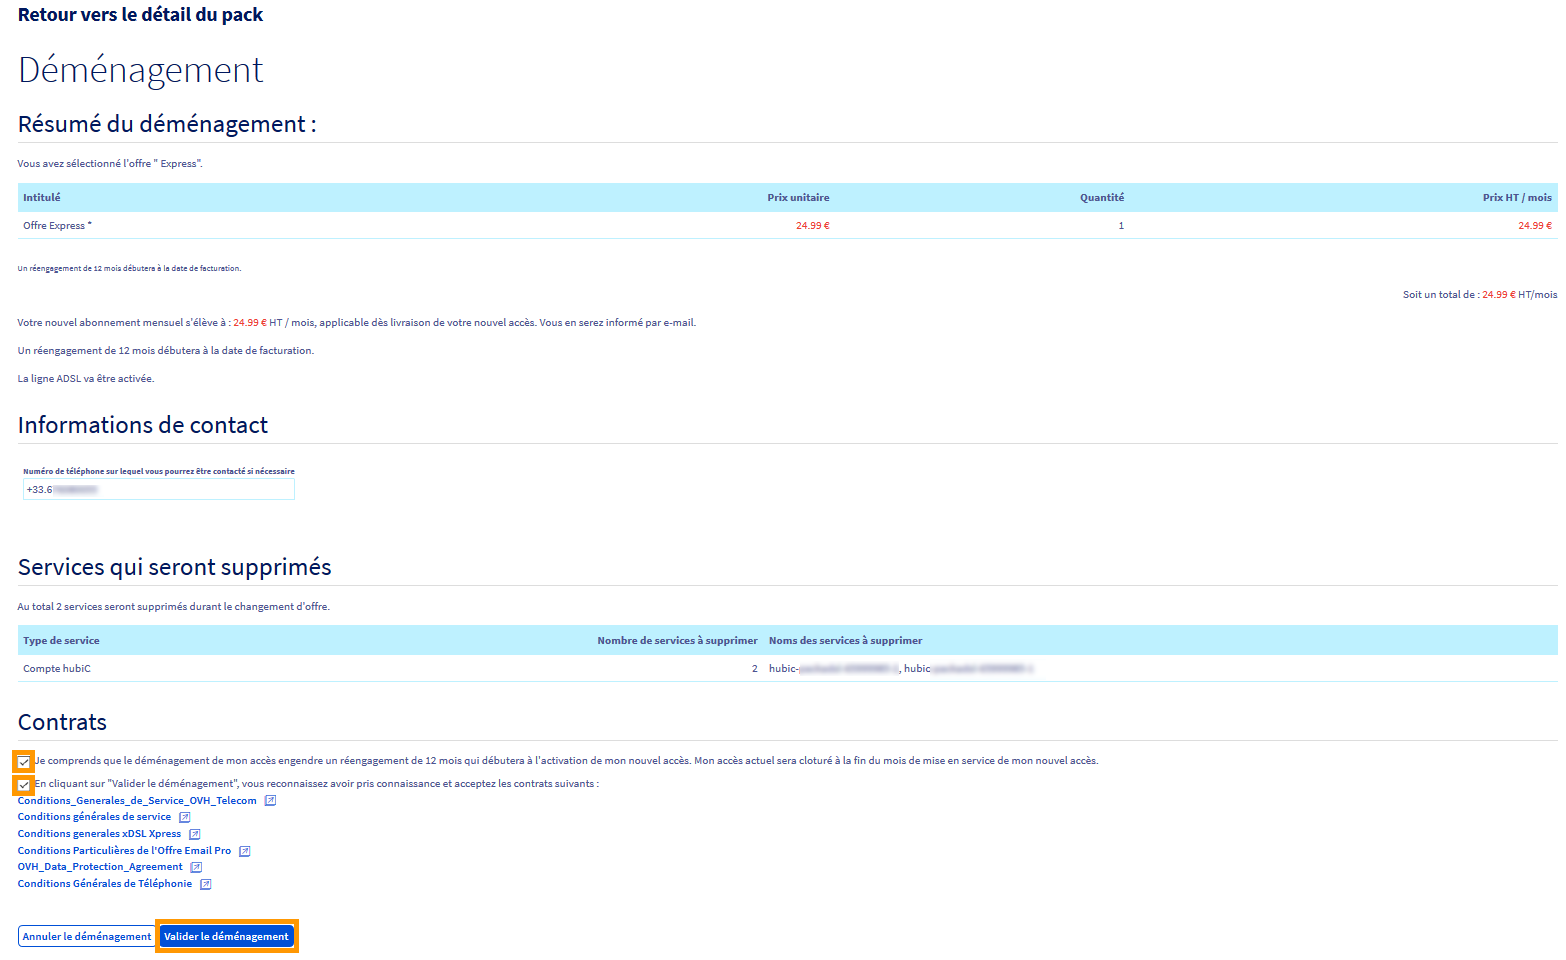 Retour vers le détail du pack
Déménagement
Résumé du déménagement :
Vous avez sélectionné l'offre " Express".
Intitulé Prix unitaire Quantité Prix HT / mois
Offre Express * 24.99 € 1 24.99 €
Un réengagement de 12 mois débutera à la date de facturation.
Soit un total de : 24.99 € HT/mois
Votre nouvel abonnement mensuel s'élève à : 24.99 € HT / mois, applicable dès livraison de votre nouvel accès. Vous en serez informé par e-mail.
Un réengagement de 12 mois débutera à la date de facturation.
La ligne ADSL va être activée.
Informations de contact
Numéro de téléphone sur lequel vous pourrez être contacté si nécessaire
+33.6
Services qui seront supprimés
Au total 2 services seront supprimés durant le changement d'offre.
Type de service Nombre de services à supprimer Noms des services à supprimer
Compte hubiC 2 hubic- , hubic
Contrats
Je comprends que le déménagement de mon accès engendre un réengagement de 12 mois qui débutera à l'activation de mon nouvel accès. Mon accès actuel sera cloturé à la fin du mois de mise en service de mon nouvel accès.
En cliquant sur "Valider le déménagement", vous reconnaissez avoir pris connaissance et acceptez les contrats suivants :
Conditions_Generales_de_Service_OVH_Telecom
Conditions générales de service
Conditions generales xDSL Xpress
Conditions Particulières de l'Offre Email Pro
OVH_Data_Protection_Agreement
Conditions Générales de Téléphonie
Annuler le déménagement Valider le déménagement